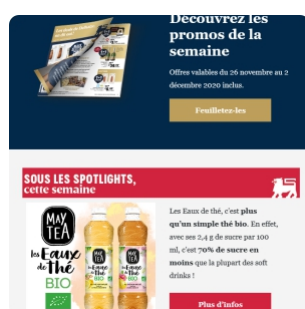 Découvrez les
promos de la
semaine
Offres valables du 26 novembre au 2
décembre 2020 inclus.
Feuilletez-les
SOUS LES SPOTLIGHTS,
cette semaine
MAY
TEA
les Eaux
de Thé
BIO
Les Eaux de thé, c'est plus
qu'un simple thé bio. En effet,
avec ses 2,4 g de sucre par 100
ml, c'est 70% de sucre en
moins que la plupart des soft
drinks !
Plus d'infos